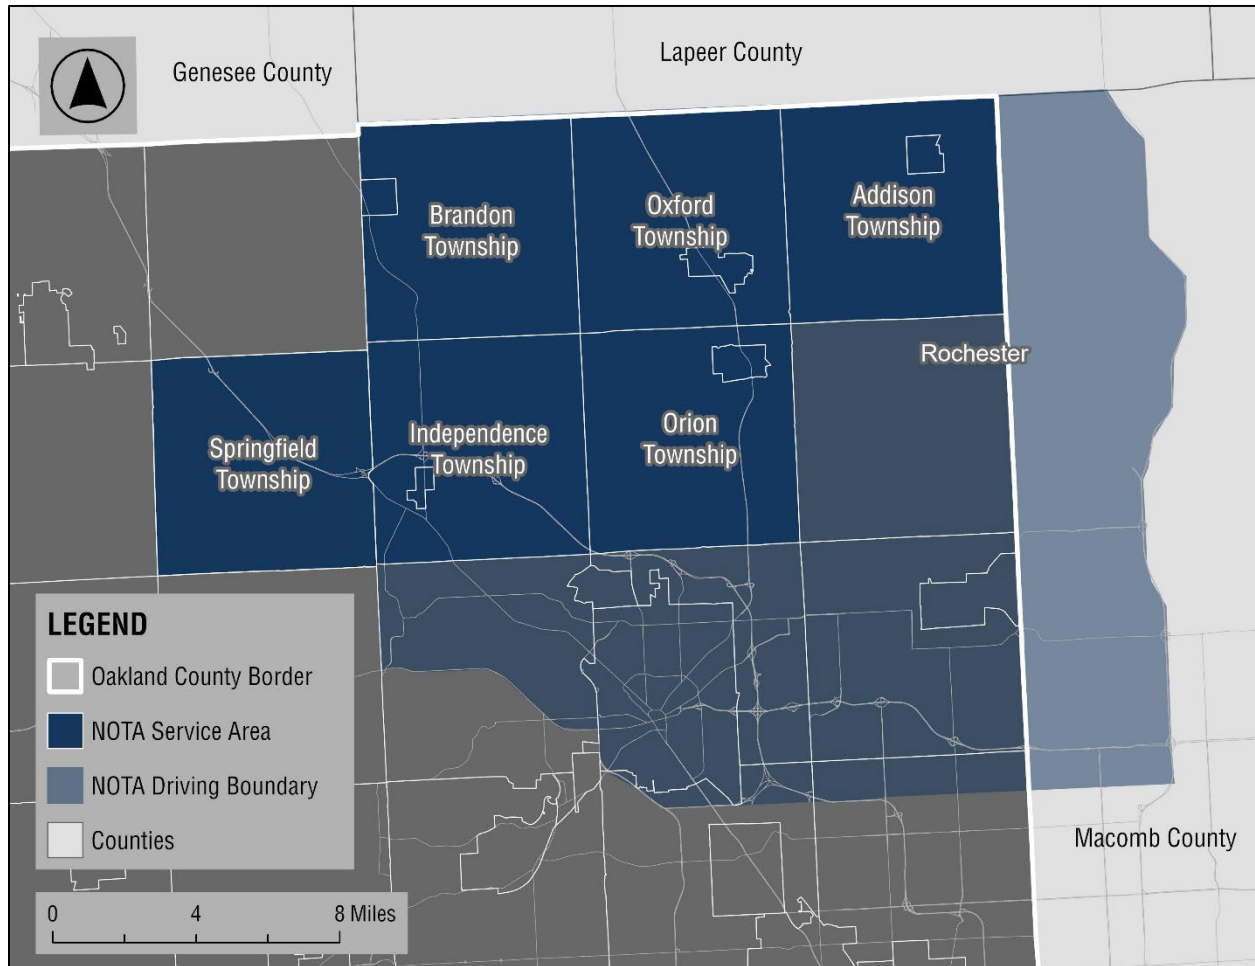 Genesee County
Lapeer County
Brandon
Township
Oxford
Township
Addison
Township
Rochester
Springfield
Township
Independence
Township
Orion
Township
LEGEND
Oakland County Border
NOTA Service Area
NOTA Driving Boundary
Counties
Macomb County
0 4 8 Miles